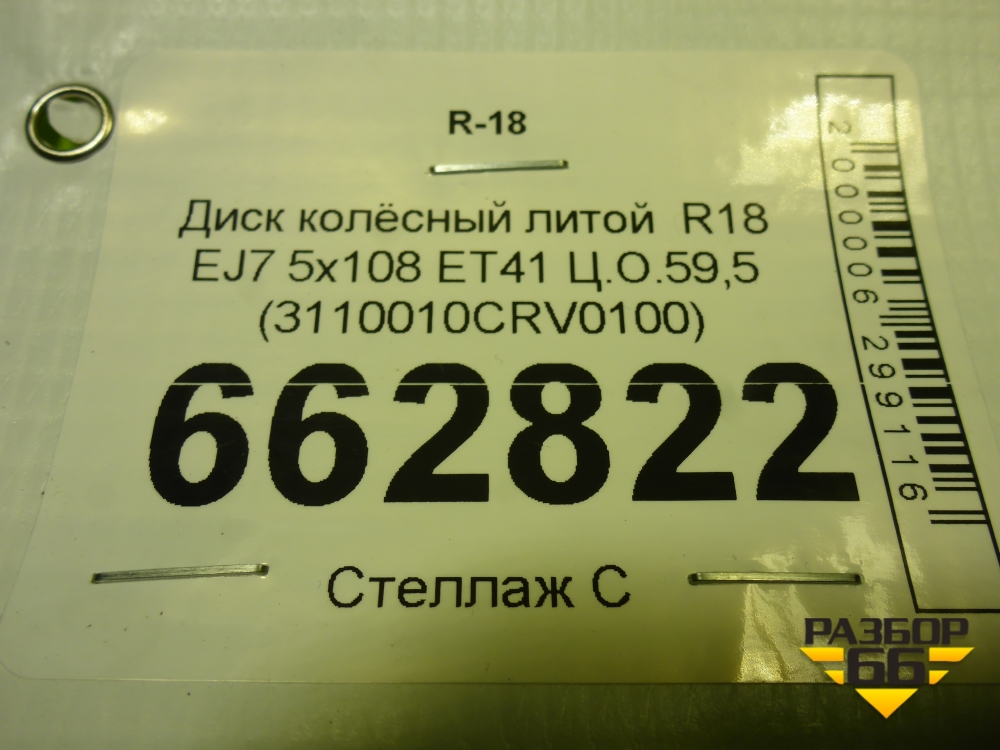 R-18
Диск колёсный литой R18
EJ7 5x108 ET41 Ц.О.59,5
(3110010CRV0100)
662822
Стеллаж С
2000006299116
РАЗБОР
66